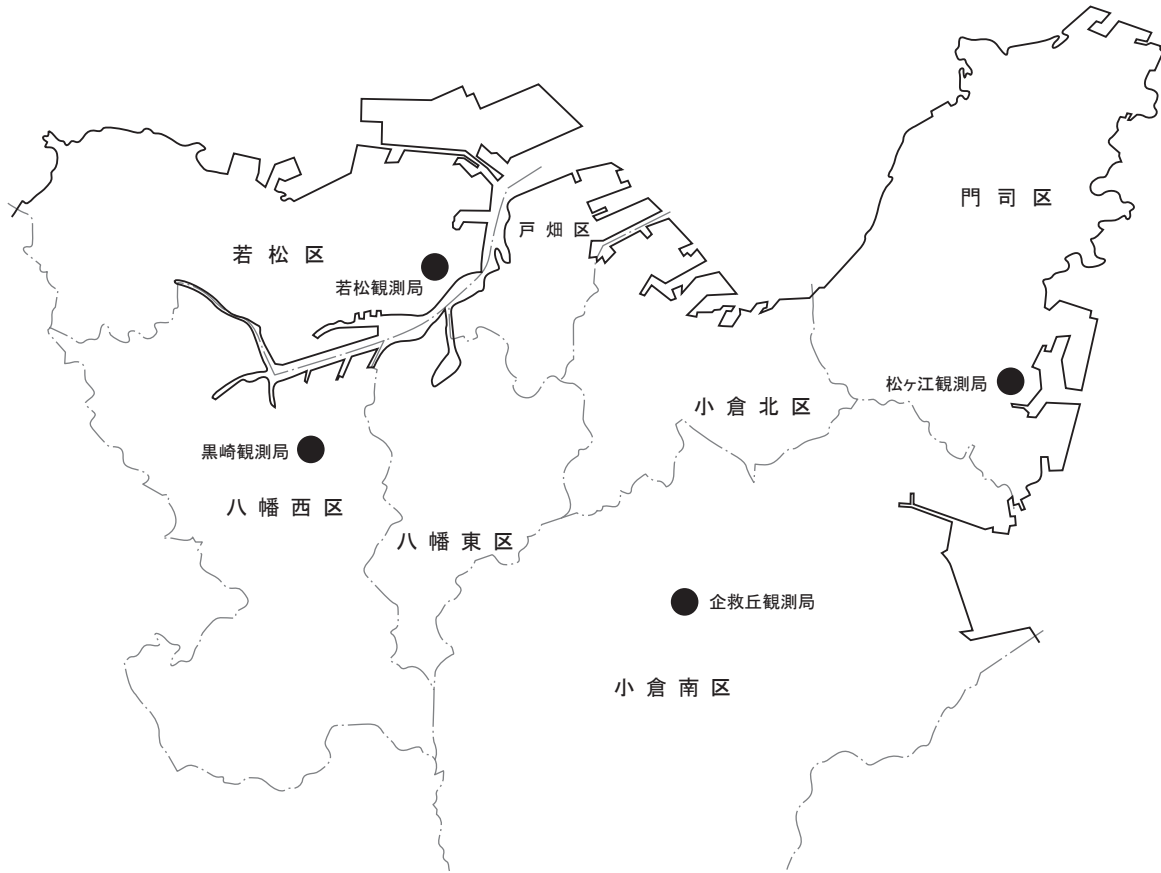 門司区
戸畑区
若松区
若松観測局
松ヶ江観測局
小倉北区
黒崎観測局
八幡西区
八幡東区
企救丘観測局
小倉南区